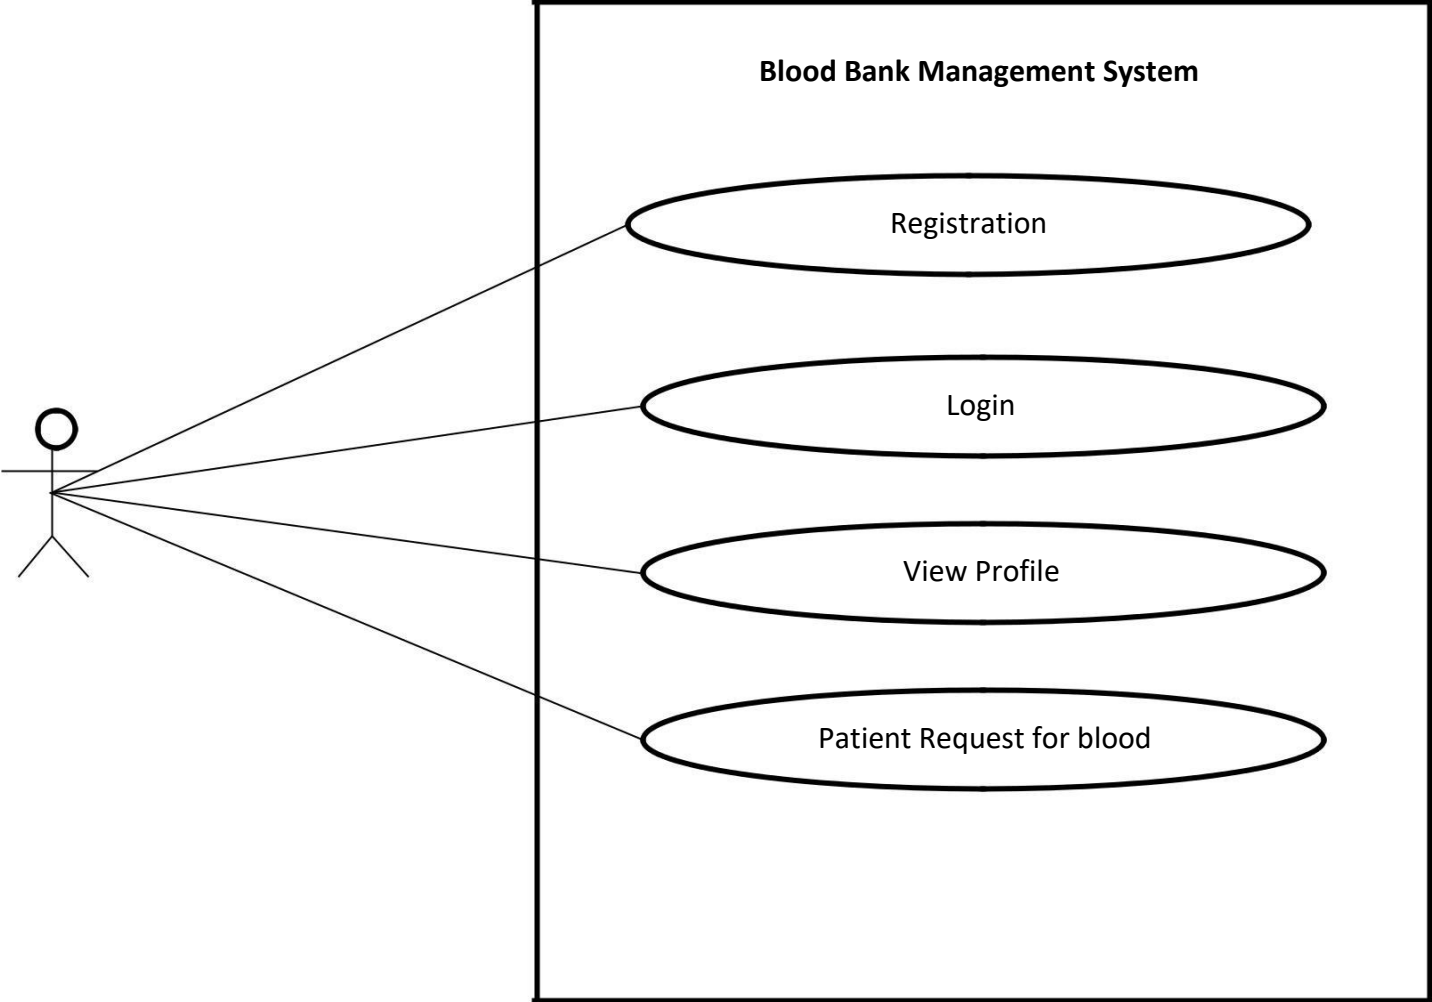 Blood Bank Management System
Registration
Login
View Profile
Patient Request for blood